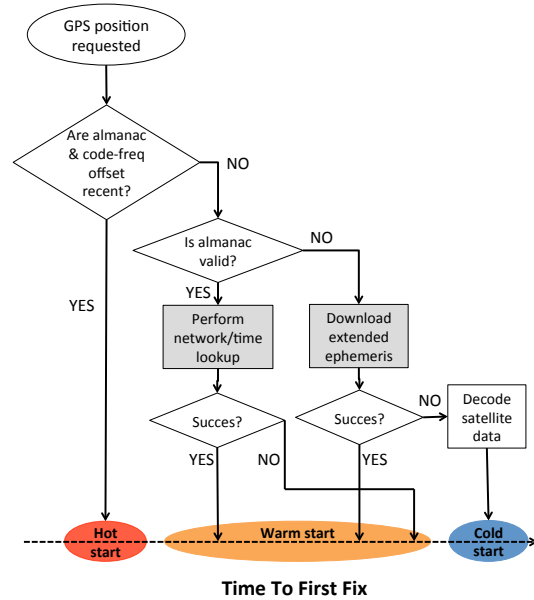 GPS position
requested
Are almanac
& code-freq
offset
recent?
NO
Is almanac
valid?
NO
YES
YES
Perform
network/time
lookup
Download
extended
ephemeris
Succes?
Succes?
NO
Decode
satellite
data
YES
NO
YES
Hot
start
Warm start
Cold
start
Time To First Fix